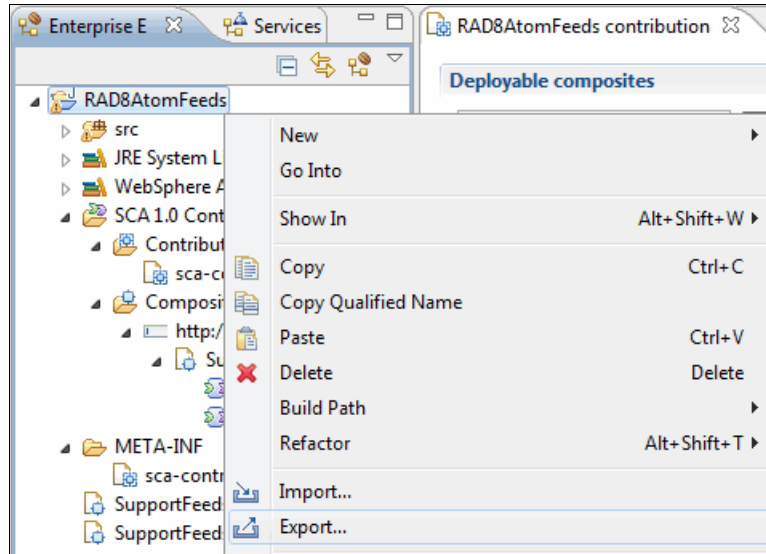 Enterprise E
Services
RAD8AtomFeeds contribution
Deployable composites
RAD8AtomFeeds
src
JRE System L
WebSphere A
SCA 1.0 Cont
Contribut
sca-c
Composi
http:/
Su
META-INF
sca-contr
SupportFeed
SupportFeed
New
Go Into
Show In Alt+Shift+W
Copy Ctrl+C
Copy Qualified Name
Paste Ctrl+V
Delete Delete
Build Path
Refactor Alt+Shift+T
Import...
Export...